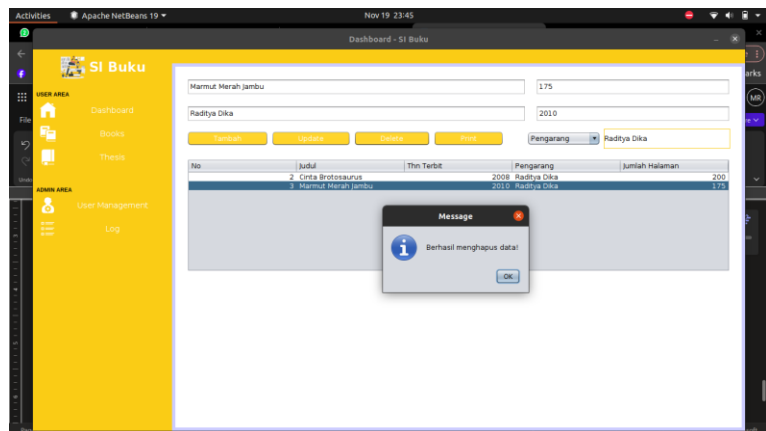 Activities Apache NetBeans 19 Nov 19 23:45
Dashboard - SI Buku
SI Buku
USER AREA
Dashboard
Books
Thesis
ADMIN AREA
User Management
Log
Marmut Merah Jambu 175
Raditya Dika 2010
Tambah Update Delete Print Pengarang Raditya Dika
No Judul Thn Terbit Pengarang Jumlah Halaman
2 Cinta Brotosaurus 2008 Raditya Dika 200
3 Marmut Merah Jambu 2010 Raditya Dika 175
Message
Berhasil menghapus data!
OK
File
MR
arks